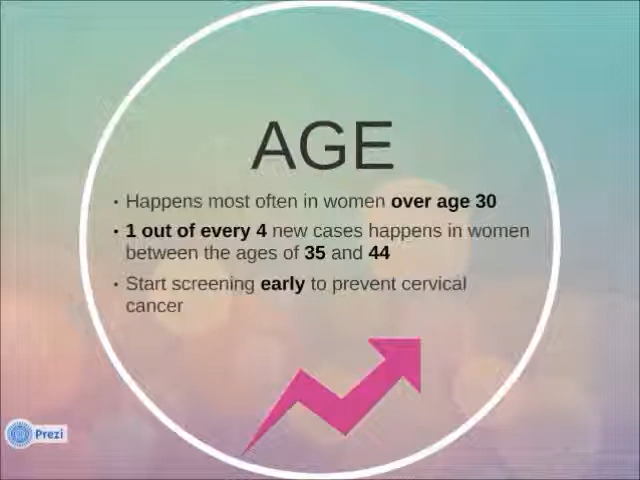 AGE
• Happens most often in women over age 30
• 1 out of every 4 new cases happens in women
between the ages of 35 and 44
• Start screening early to prevent cervical
cancer
Prezi